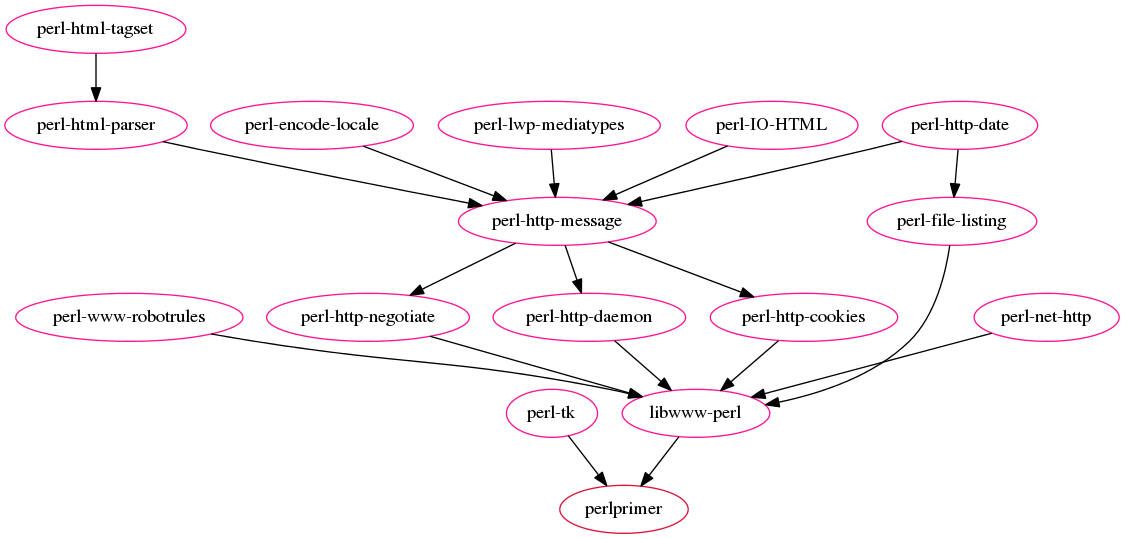 perl-html-tagset
perl-html-parser
perl-encode-locale
perl-lwp-mediatypes
perl-IO-HTML
perl-http-date
perl-http-message
perl-file-listing
perl-www-robotrules
perl-http-negotiate
perl-http-daemon
perl-http-cookies
perl-net-http
perl-tk
libwww-perl
perlprimer